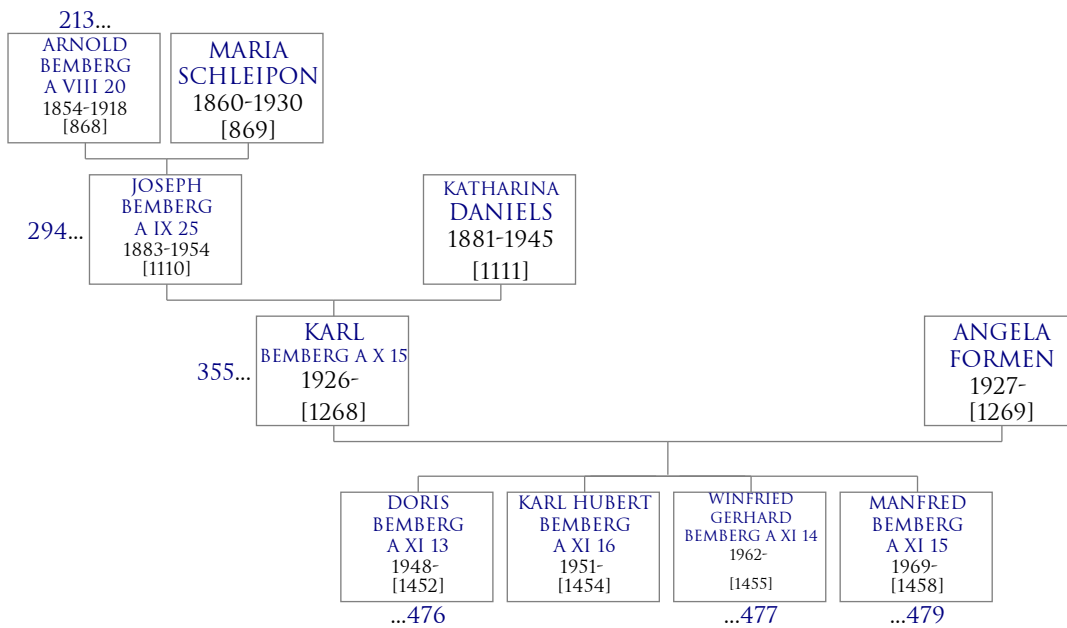 213...
ARNOLD
BEMBERG
A VIII 20
1854-1918
[868]
MARIA
SCHLEIPON
1860-1930
[869]
294...
JOSEPH
BEMBERG
A IX 25
1883-1954
[1110]
KATHARINA
DANIELS
1881-1945
[1111]
355...
KARL
BEMBERG A X 15
1926-
[1268]
ANGELA
FORMEN
1927-
[1269]
DORIS
BEMBERG
A XI 13
1948-
[1452]
...476
KARL HUBERT
BEMBERG
A XI 16
1951-
[1454]
WINFRIED
GERHARD
BEMBERG A XI 14
1962-
[1455]
...477
MANFRED
BEMBERG
A XI 15
1969-
[1458]
...479